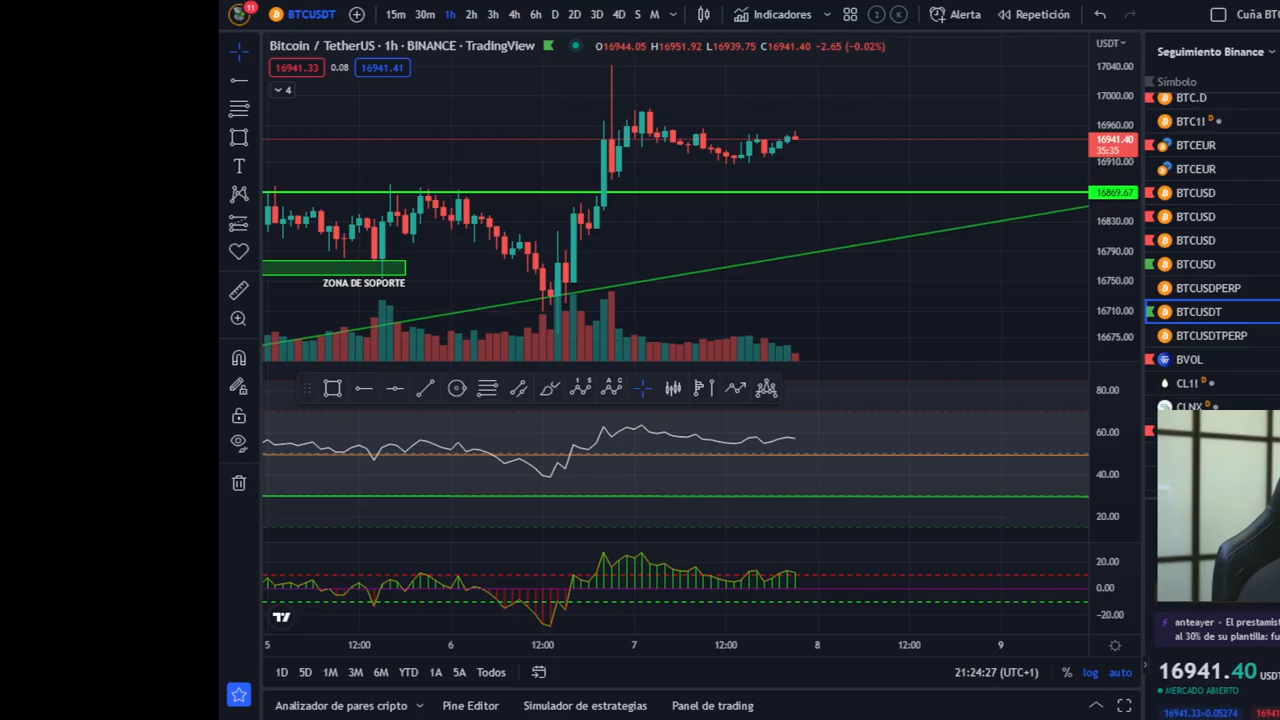 11
BTCUSDT
15m 30m 1h 2h 3h 4h 6h D 2D 3D 4D S M
Indicadores
2 K
Alerta
Repetición
Cuña BT
Bitcoin / TetherUS · 1h · BINANCE · TradingView
O16944.05 H16951.92 L16939.75 C16941.40 −2.65 (−0.02%)
16941.33 0.08 16941.41
4
USDT
17040.00
17000.00
16960.00
16941.40
35:35
16910.00
16869.67
16830.00
16790.00
16750.00
16710.00
16675.00
ZONA DE SOPORTE
80.00
60.00
40.00
20.00
20.00
0.00
−20.00
5 12:00 6 12:00 7 12:00 8 12:00 9
1D 5D 1M 3M 6M YTD 1A 5A Todos
21:24:27 (UTC+1)
% log auto
Analizador de pares cripto
Pine Editor
Simulador de estrategias
Panel de trading
Seguimiento Binance
Símbolo
BTC.D
BTC1! D
BTCEUR
BTCEUR
BTCUSD
BTCUSD
BTCUSD
BTCUSD
BTCUSDPERP
BTCUSDT
BTCUSDTPERP
BVOL
CL1! D
CLNX D
anteayer - El prestamist
al 30% de su plantilla: fu
16941.40 USDT
MERCADO ABIERTO
16941.33×0.05274 16941